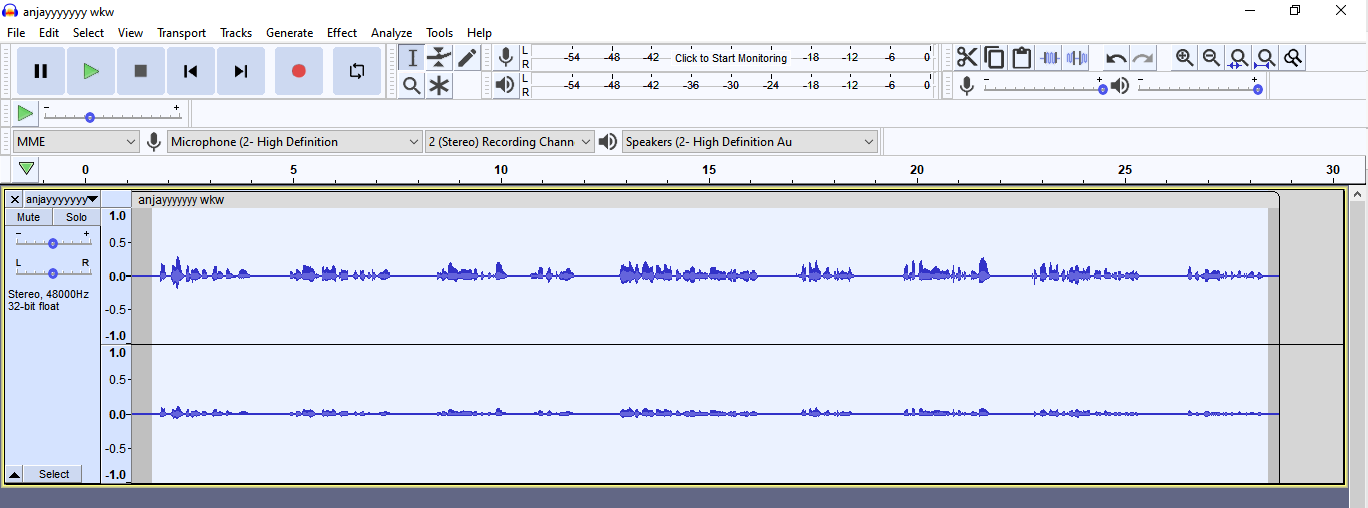 anjayyyyyyy wkw
File Edit Select View Transport Tracks Generate Effect Analyze Tools Help
L -54 -48 -42 Click to Start Monitoring -18 -12 -6 0
R
L -54 -48 -42 -36 -30 -24 -18 -12 -6 0
R
- + - +
- +
MME Microphone (2- High Definition 2 (Stereo) Recording Chann Speakers (2- High Definition Au
0 5 10 15 20 25 30
anjayyyyyyy anjayyyyyyy wkw
Mute Solo 1.0
- + 0.5
L R 0.0
Stereo, 48000Hz
32-bit float -0.5
-1.0
1.0
0.5
0.0
-0.5
Select -1.0